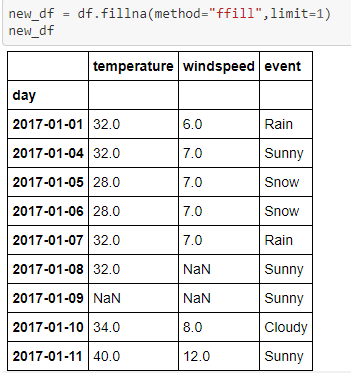 new_df = df.fillna(method="ffill",limit=1)
new_df
temperature windspeed event
day
2017-01-01 32.0 6.0 Rain
2017-01-04 32.0 7.0 Sunny
2017-01-05 28.0 7.0 Snow
2017-01-06 28.0 7.0 Snow
2017-01-07 32.0 7.0 Rain
2017-01-08 32.0 NaN Sunny
2017-01-09 NaN NaN Sunny
2017-01-10 34.0 8.0 Cloudy
2017-01-11 40.0 12.0 Sunny